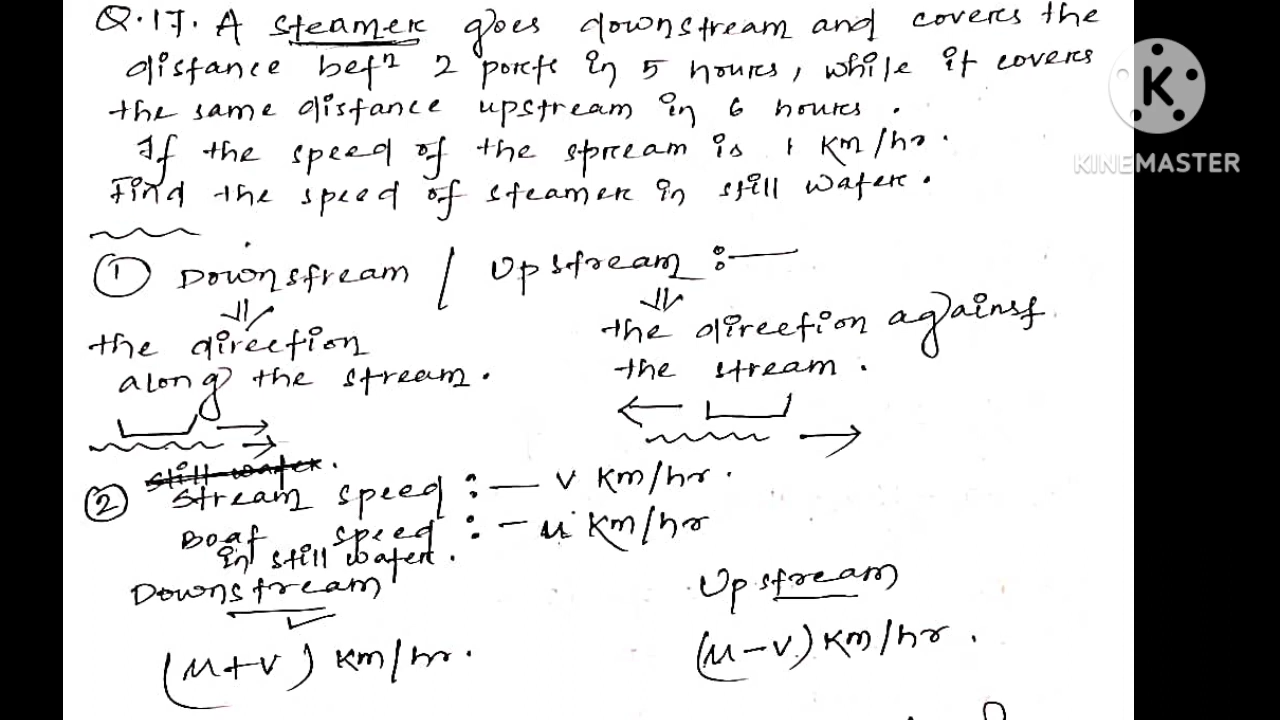 Q.17. A steamer goes downstream and covers the
distance betn 2 ports in 5 hours, while it covers
the same distance upstream in 6 hours.
If the speed of the stream is 1 Km/hr.
Find the speed of steamer in still water.
K
KINEMASTER
① Downstream / Upstream :—
the direction
along the stream.
the direction against
the stream.
still water.
② Stream speed :— v Km/hr.
Boat speed :— u Km/hr
in still water.
Downstream
Upstream
(u+v) Km/hr.
(u-v) Km/hr.